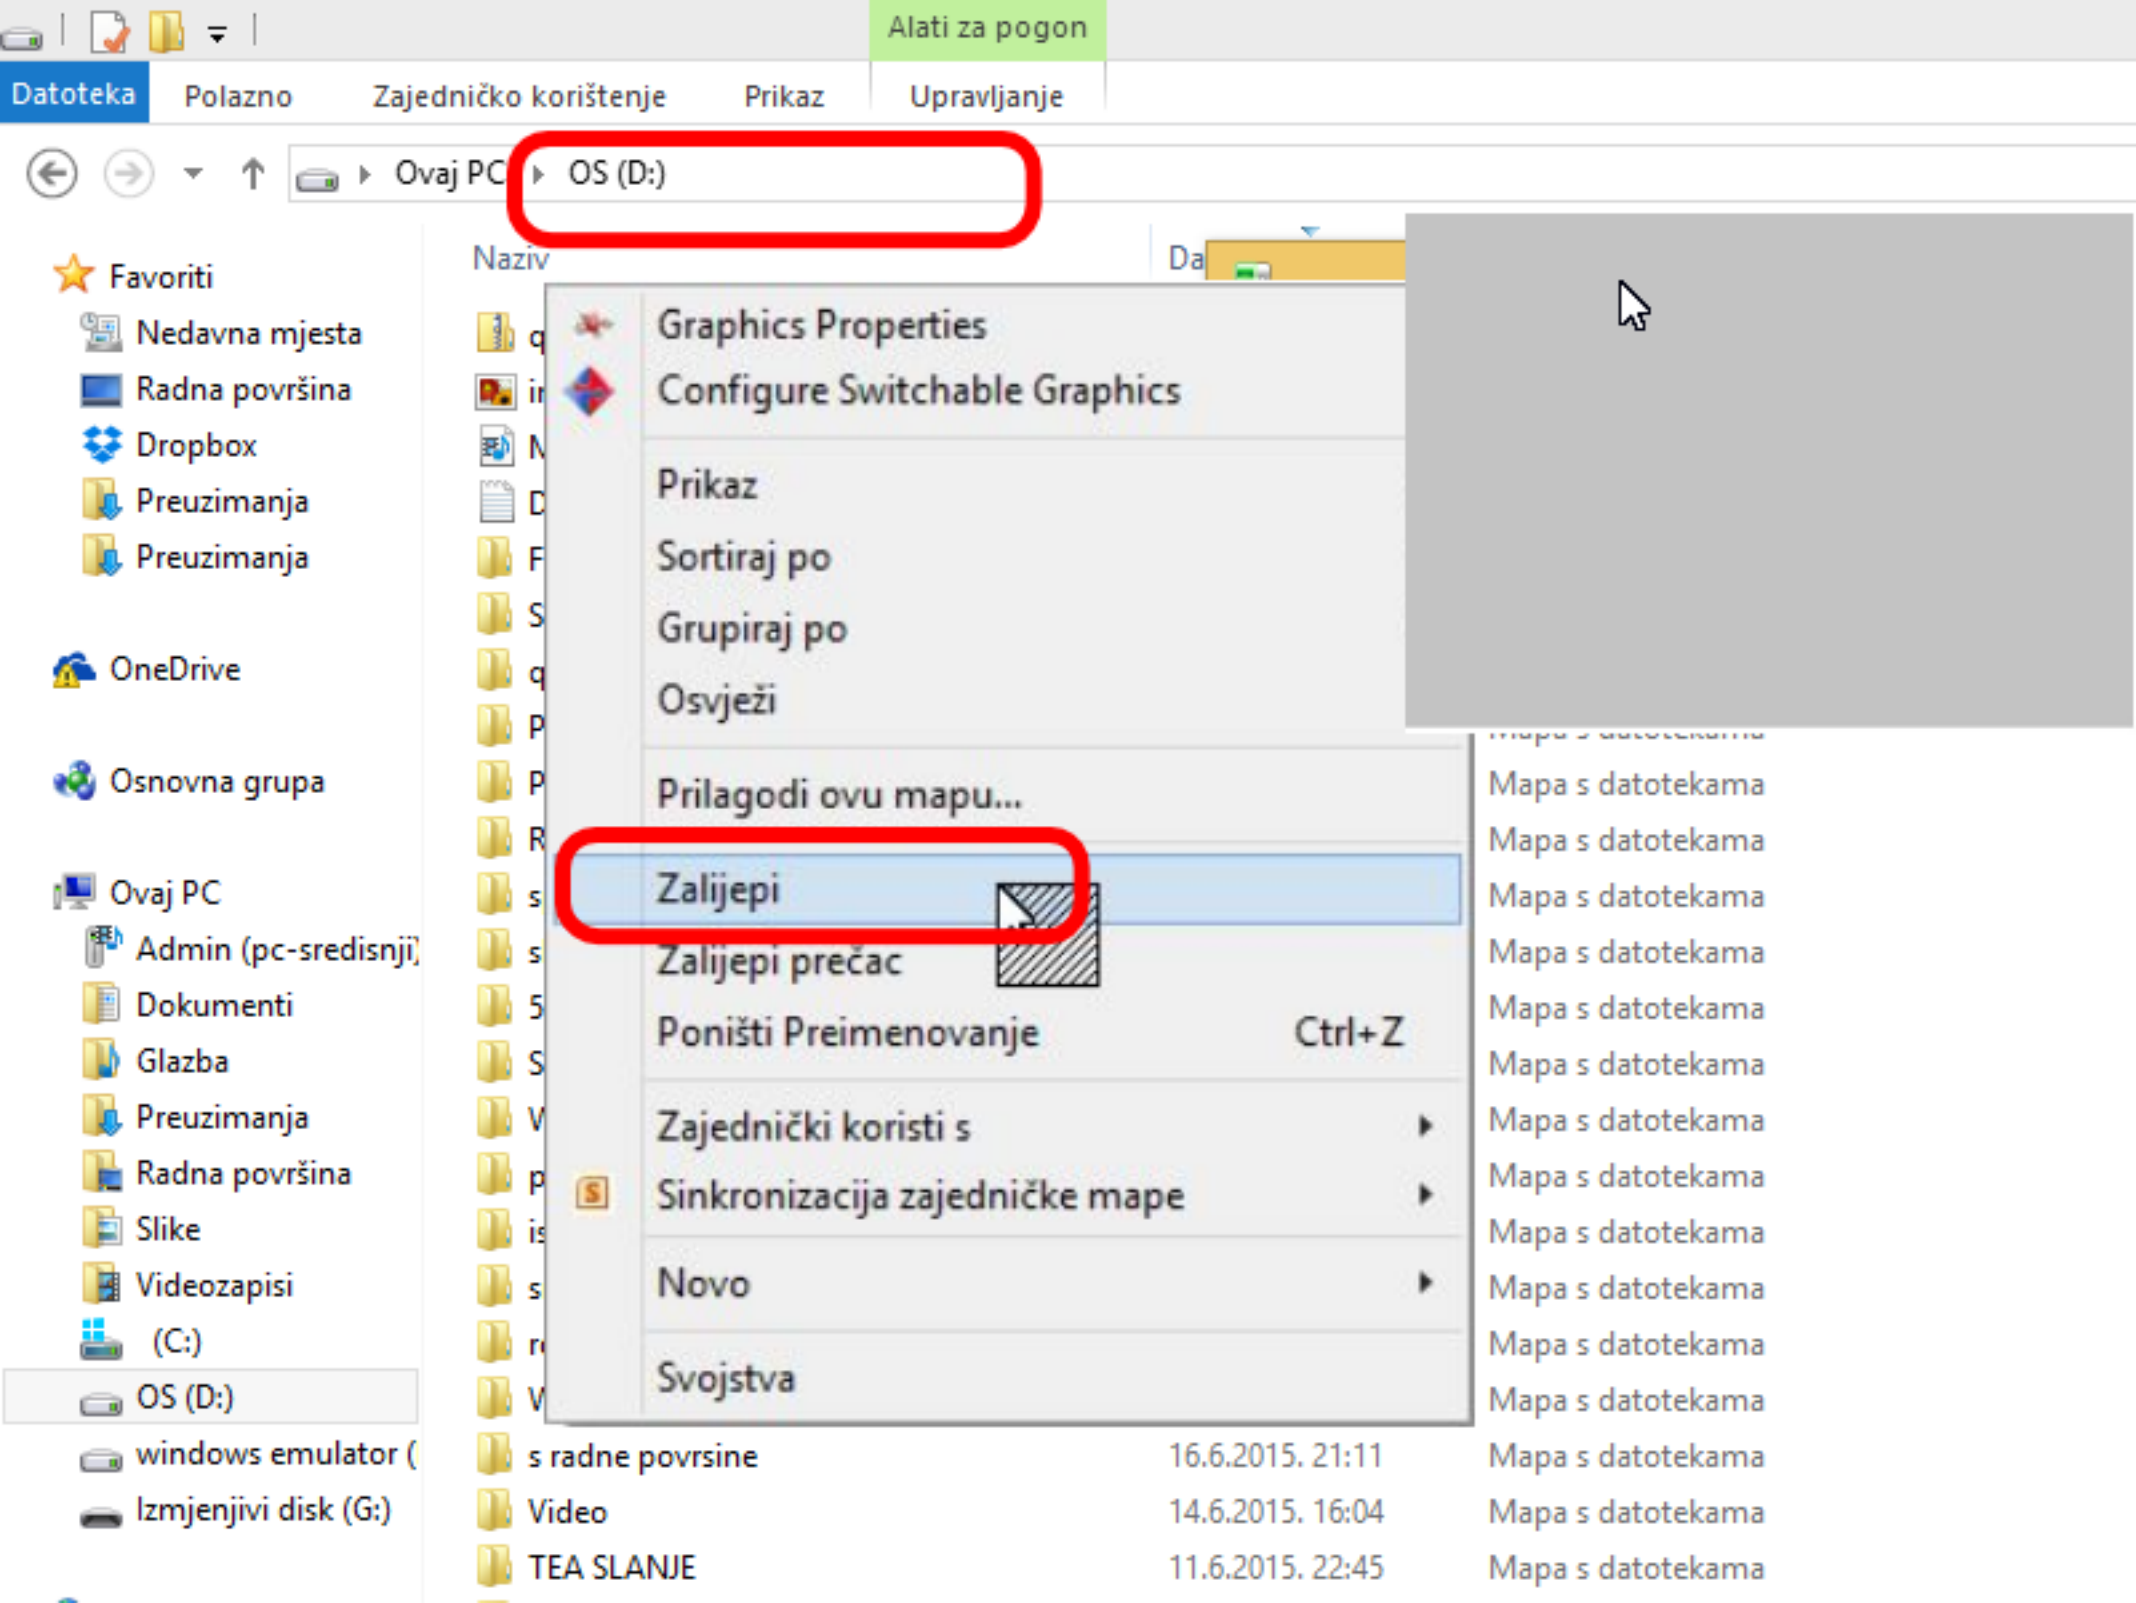 Alati za pogon
Datoteka Polazno Zajedničko korištenje Prikaz Upravljanje
Ovaj PC OS (D:)
Naziv
Favoriti
Nedavna mjesta
Radna površina
Dropbox
Preuzimanja
Preuzimanja
OneDrive
Osnovna grupa
Ovaj PC
Admin (pc-sredisnji)
Dokumenti
Glazba
Preuzimanja
Radna površina
Slike
Videozapisi
(C:)
OS (D:)
windows emulator (
Izmjenjivi disk (G:)
Graphics Properties
Configure Switchable Graphics
Prikaz
Sortiraj po
Grupiraj po
Osvježi
Prilagodi ovu mapu...
Zalijepi
Zalijepi prečac
Poništi Preimenovanje Ctrl+Z
Zajednički koristi s
Sinkronizacija zajedničke mape
Novo
Svojstva
Mapa s datotekama
Mapa s datotekama
Mapa s datotekama
Mapa s datotekama
Mapa s datotekama
Mapa s datotekama
Mapa s datotekama
Mapa s datotekama
Mapa s datotekama
Mapa s datotekama
Mapa s datotekama
Mapa s datotekama
s radne povrsine 16.6.2015. 21:11 Mapa s datotekama
Video 14.6.2015. 16:04 Mapa s datotekama
TEA SLANJE 11.6.2015. 22:45 Mapa s datotekama